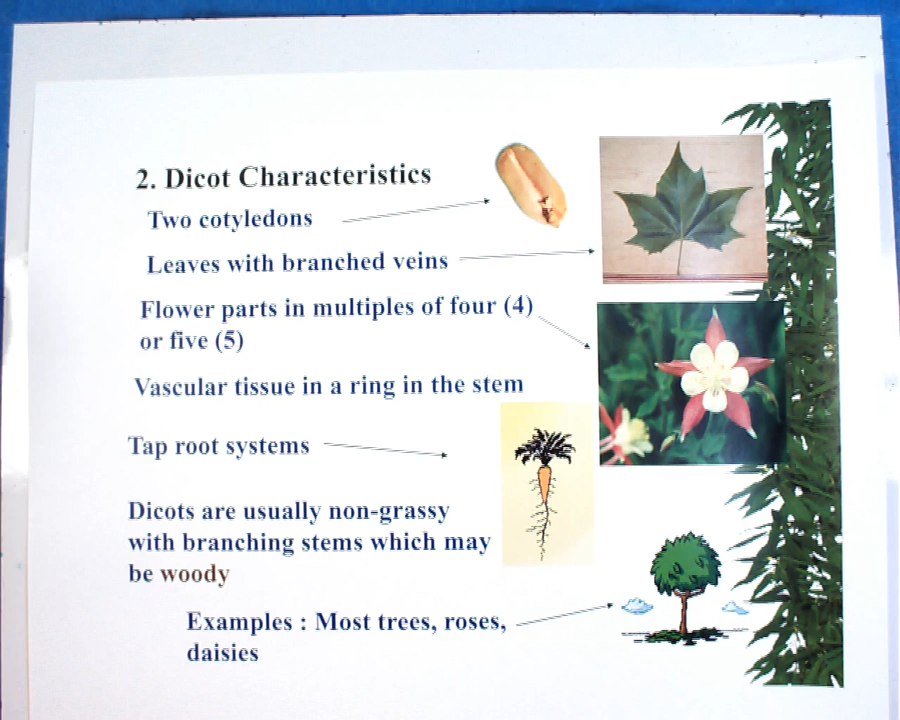 2. Dicot Characteristics
Two cotyledons
Leaves with branched veins
Flower parts in multiples of four (4)
or five (5)
Vascular tissue in a ring in the stem
Tap root systems
Dicots are usually non-grassy
with branching stems which may
be woody
Examples : Most trees, roses,
daisies